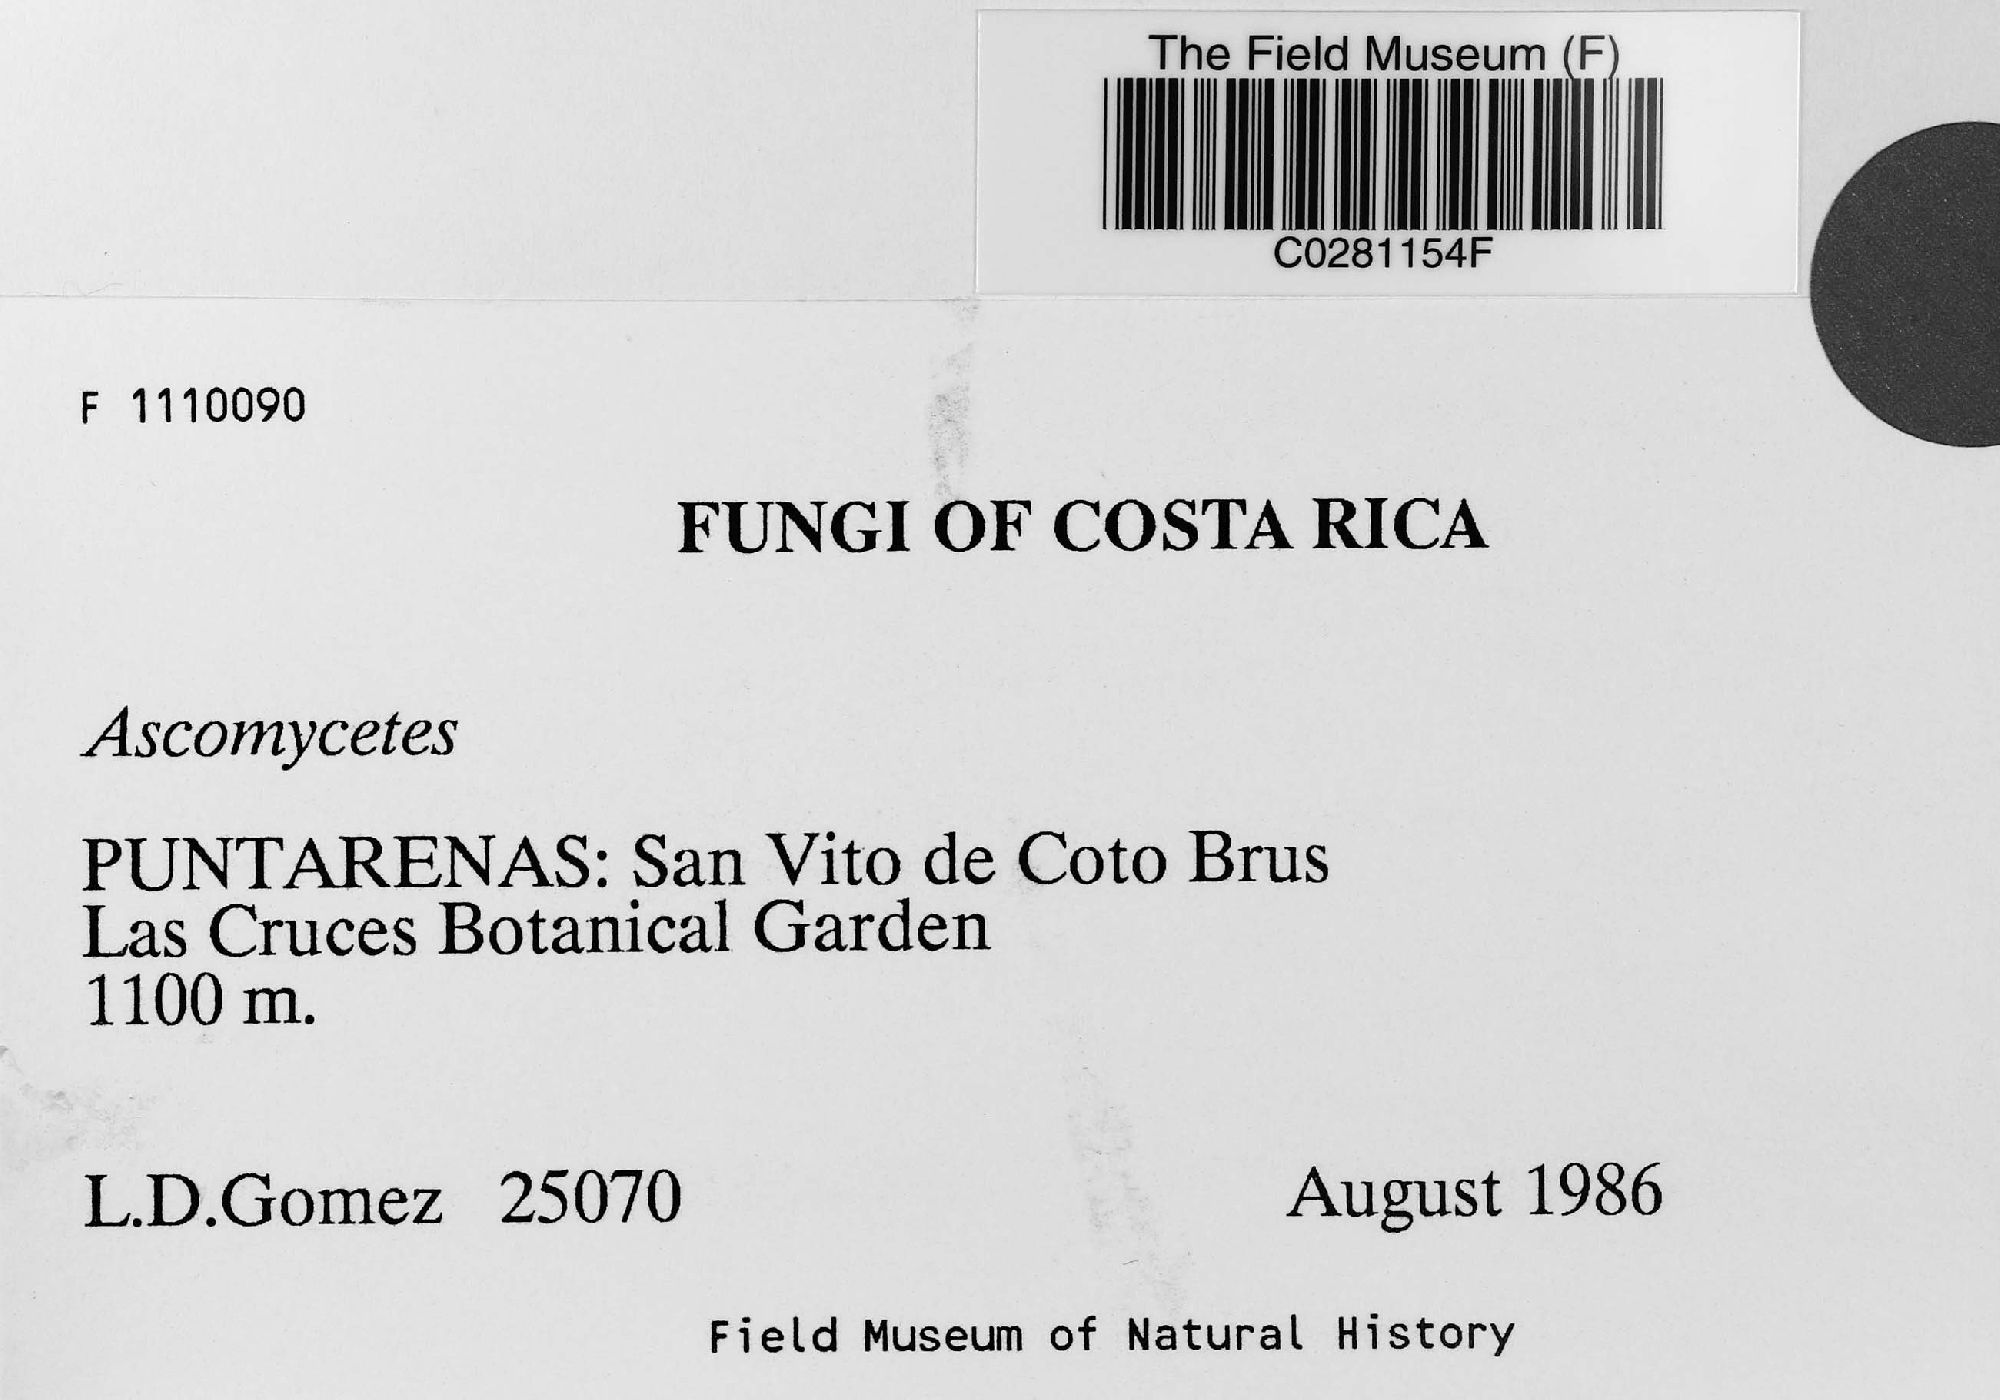 The Field Museum (F)
C0281154F
F 1110090
FUNGI OF COSTA RICA
Ascomycetes
PUNTARENAS: San Vito de Coto Brus
Las Cruces Botanical Garden
1100 m.
L.D.Gomez 25070 August 1986
Field Museum of Natural History